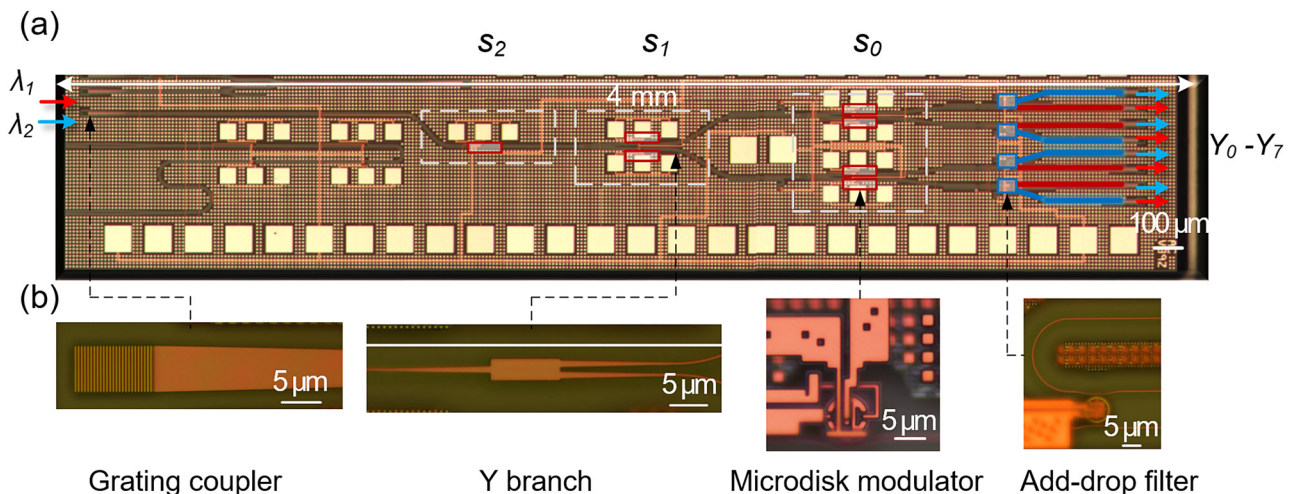 (a)
s₂ s₁ s₀
λ₁
λ₂
4 mm
Y₀ -Y₇
100 µm
(b)
5 µm
5 µm
5 µm
5 µm
Grating coupler
Y branch
Microdisk modulator
Add-drop filter